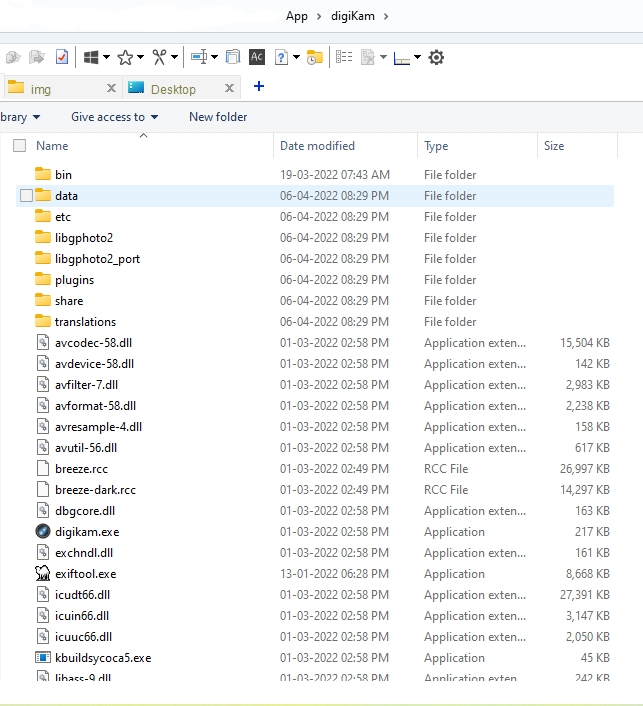 App > digiKam >
Ac ?
img X Desktop X +
brary Give access to New folder
Name Date modified Type Size
bin 19-03-2022 07:43 AM File folder
data 06-04-2022 08:29 PM File folder
etc 06-04-2022 08:29 PM File folder
libgphoto2 06-04-2022 08:29 PM File folder
libgphoto2_port 06-04-2022 08:29 PM File folder
plugins 06-04-2022 08:29 PM File folder
share 06-04-2022 08:29 PM File folder
translations 06-04-2022 08:29 PM File folder
avcodec-58.dll 01-03-2022 02:58 PM Application exten... 15,504 KB
avdevice-58.dll 01-03-2022 02:58 PM Application exten... 142 KB
avfilter-7.dll 01-03-2022 02:58 PM Application exten... 2,983 KB
avformat-58.dll 01-03-2022 02:58 PM Application exten... 2,238 KB
avresample-4.dll 01-03-2022 02:58 PM Application exten... 158 KB
avutil-56.dll 01-03-2022 02:58 PM Application exten... 617 KB
breeze.rcc 01-03-2022 02:49 PM RCC File 26,997 KB
breeze-dark.rcc 01-03-2022 02:49 PM RCC File 14,297 KB
dbgcore.dll 01-03-2022 02:58 PM Application exten... 163 KB
digikam.exe 01-03-2022 02:58 PM Application 217 KB
exchndl.dll 01-03-2022 02:58 PM Application exten... 161 KB
exiftool.exe 13-01-2022 06:28 PM Application 8,668 KB
icudt66.dll 01-03-2022 02:58 PM Application exten... 27,391 KB
icuin66.dll 01-03-2022 02:58 PM Application exten... 3,147 KB
icuuc66.dll 01-03-2022 02:58 PM Application exten... 2,050 KB
kbuildsycoca5.exe 01-03-2022 02:58 PM Application 45 KB
libass-9.dll 01-03-2022 02:58 PM Application exten... 242 KB